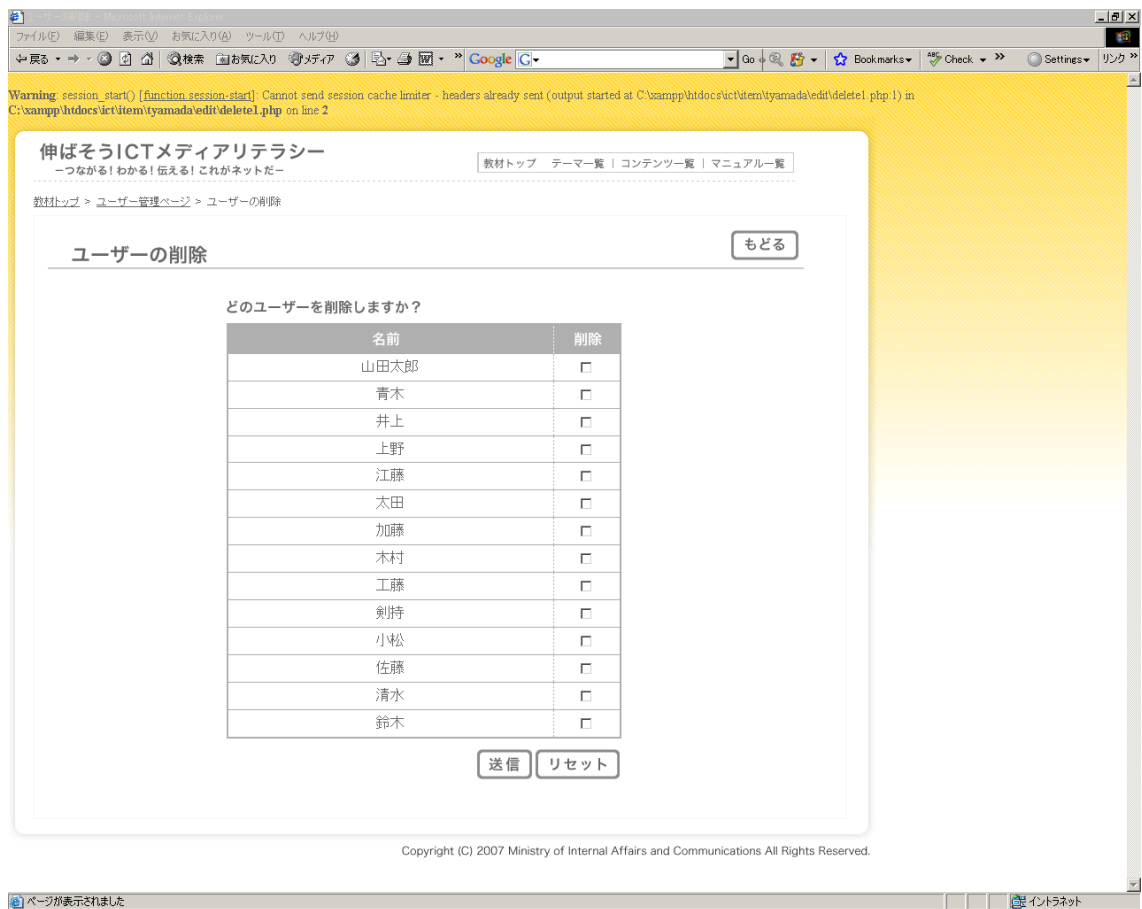 ユーザーの削除 - Microsoft Internet Explorer
ファイル(F) 編集(E) 表示(V) お気に入り(A) ツール(T) ヘルプ(H)
戻る 検索 お気に入り メディア » Google G Go Bookmarks ABC Check » Settings リンク »
Warning: session_start() [function.session-start]: Cannot send session cache limiter - headers already sent (output started at C:\xampp\htdocs\ict\item\tyamada\edit\delete1.php:1) in
C:\xampp\htdocs\ict\item\tyamada\edit\delete1.php on line 2
伸ばそうICTメディアリテラシー
−つながる!わかる!伝える!これがネットだ−
教材トップ テーマ一覧 | コンテンツ一覧 | マニュアル一覧
教材トップ > ユーザー管理ページ > ユーザーの削除
ユーザーの削除
もどる
どのユーザーを削除しますか?
名前 削除
山田太郎
青木
井上
上野
江藤
太田
加藤
木村
工藤
剣持
小松
佐藤
清水
鈴木
送信 リセット
Copyright (C) 2007 Ministry of Internal Affairs and Communications All Rights Reserved.
ページが表示されました イントラネット